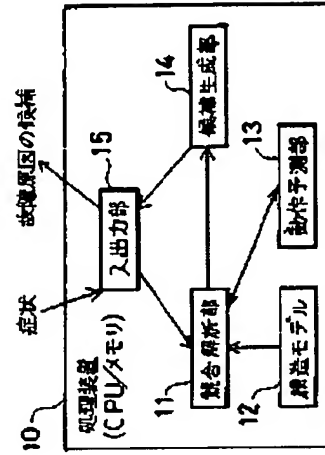 症状
故障原因の候補
10
処理装置
(CPU/メモリ)
15
入出力部
11
競合解析部
14
候補生成部
12
構造モデル
13
動作予測部